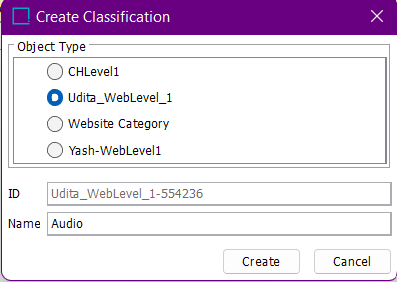 Create Classification
Object Type
CHLevel1
Udita_WebLevel_1
Website Category
Yash-WebLevel1
ID Udita_WebLevel_1-554236
Name Audio
Create Cancel